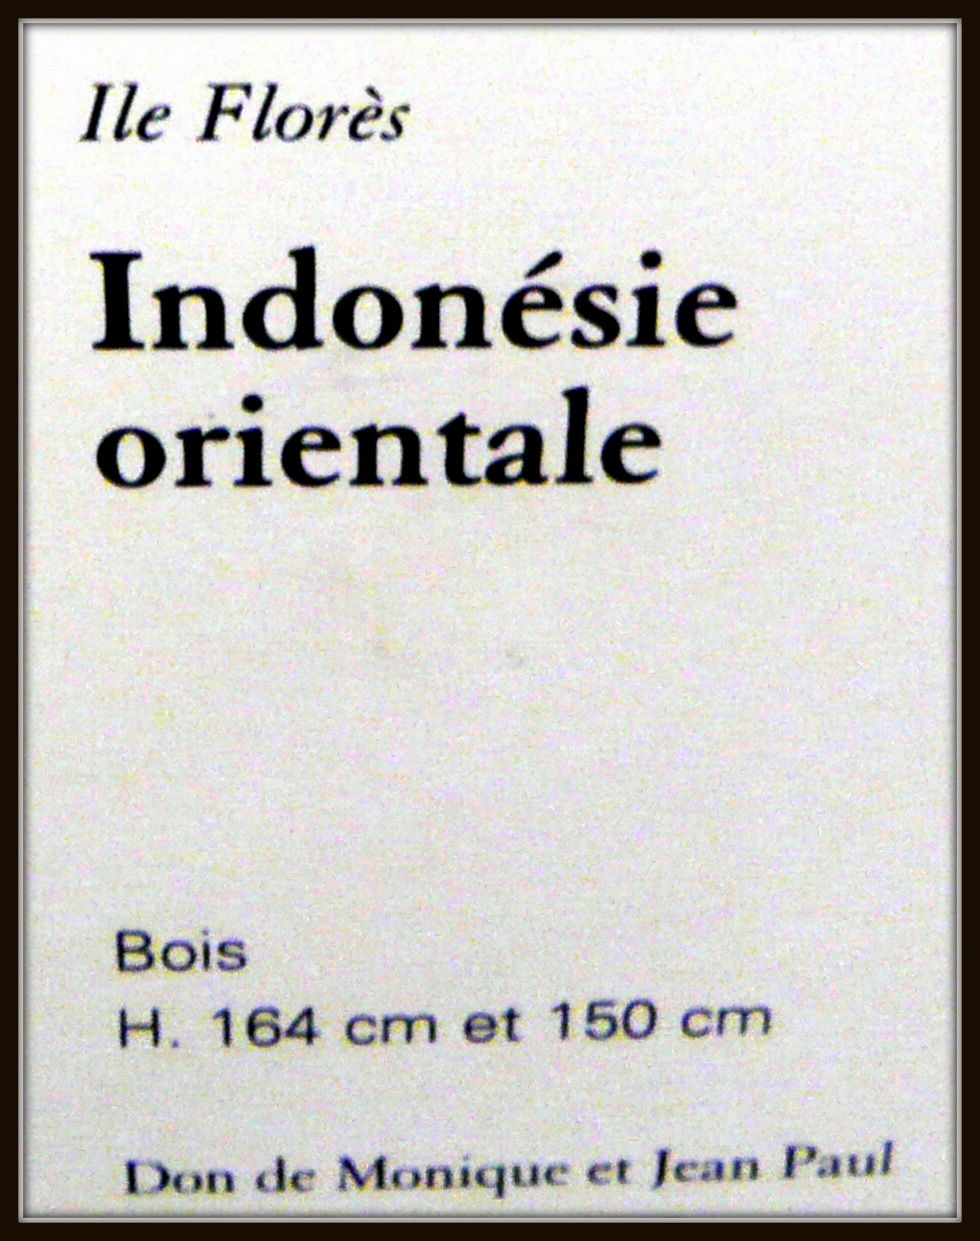 Ile Florès
Indonésie
orientale
Bois
H. 164 cm et 150 cm
Don de Monique et Jean Paul